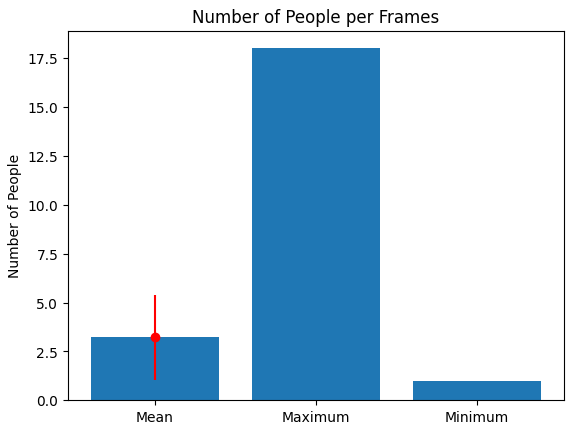 Number of People per Frames
Number of People
17.5
15.0
12.5
10.0
7.5
5.0
2.5
0.0
Mean
Maximum
Minimum